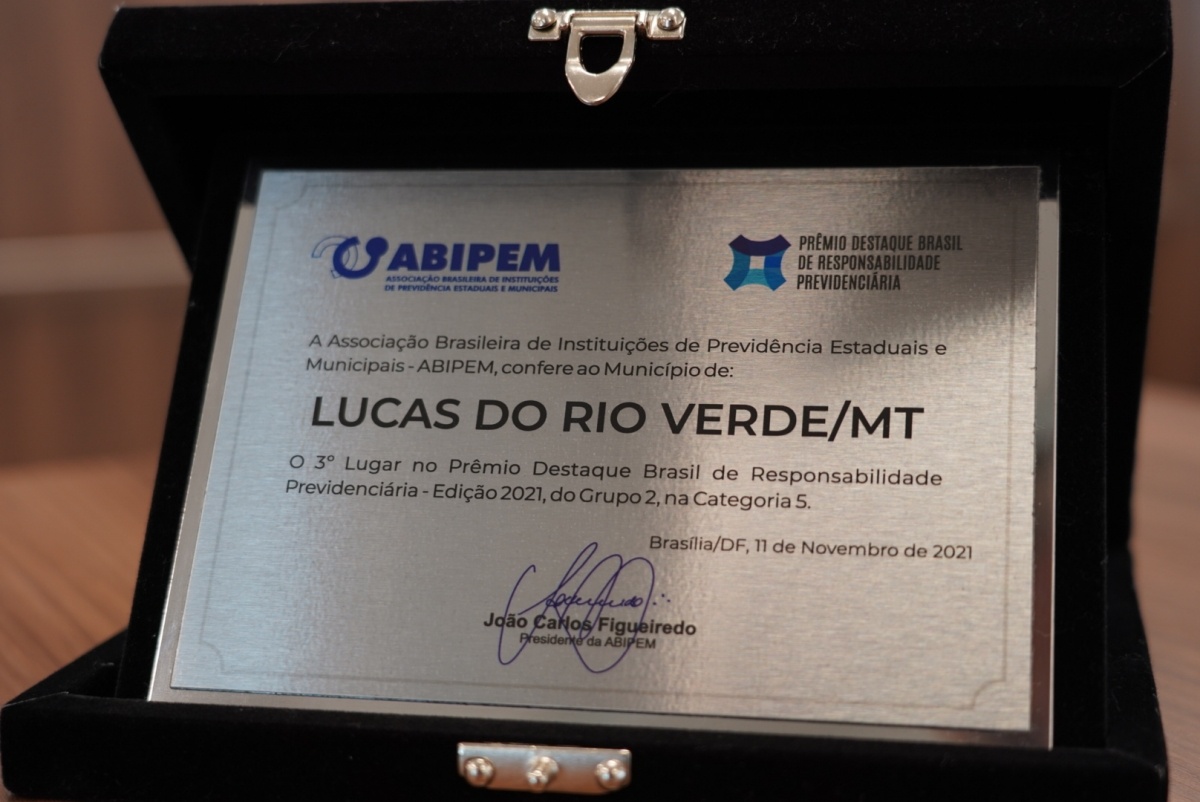 ABIPEM
ASSOCIAÇÃO BRASILEIRA DE INSTITUIÇÕES
DE PREVIDÊNCIA ESTADUAIS E MUNICIPAIS
PRÊMIO DESTAQUE BRASIL
DE RESPONSABILIDADE
PREVIDENCIÁRIA
A Associação Brasileira de Instituições de Previdência Estaduais e
Municipais - ABIPEM, confere ao Município de:
LUCAS DO RIO VERDE/MT
O 3º Lugar no Prêmio Destaque Brasil de Responsabilidade
Previdenciária - Edição 2021, do Grupo 2, na Categoria 5.
Brasília/DF, 11 de Novembro de 2021
João Carlos Figueiredo
Presidente da ABIPEM